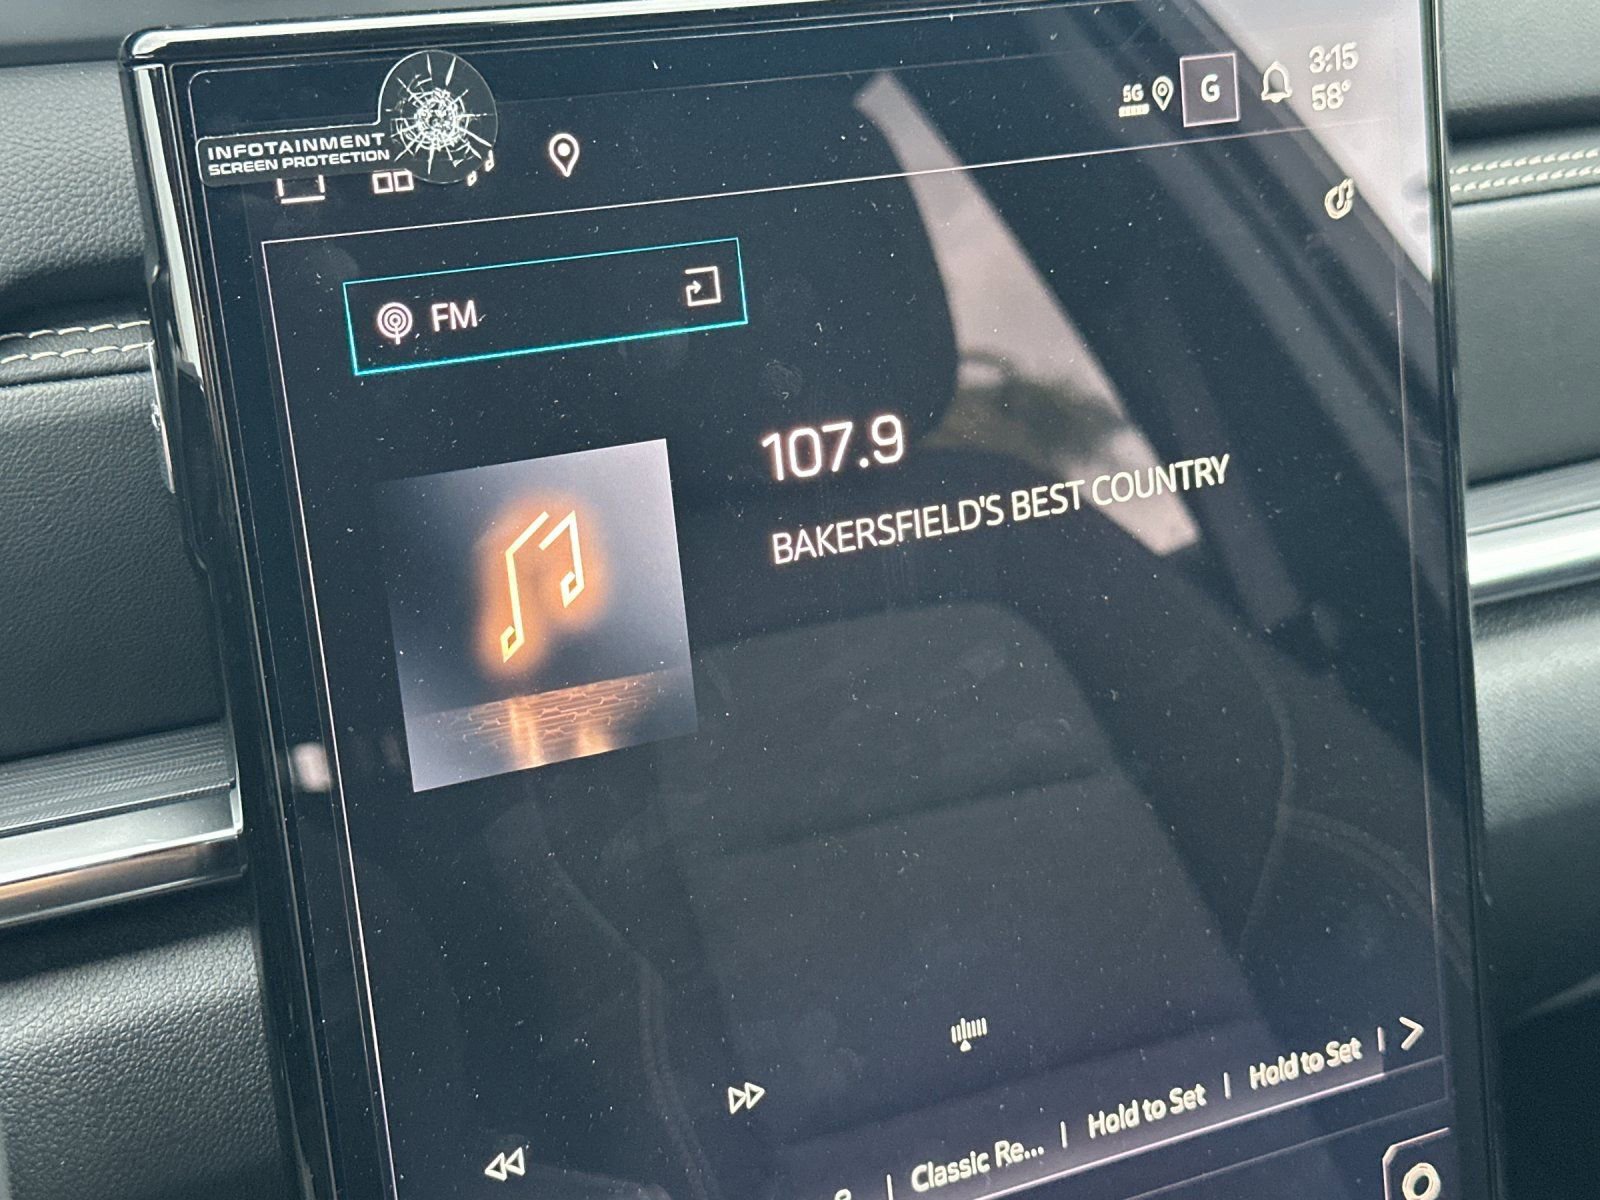 5G
G
3:15
58°
INFOTAINMENT
SCREEN PROTECTION
FM
107.9
BAKERSFIELD'S BEST COUNTRY
Classic Re... | Hold to Set | Hold to Set |